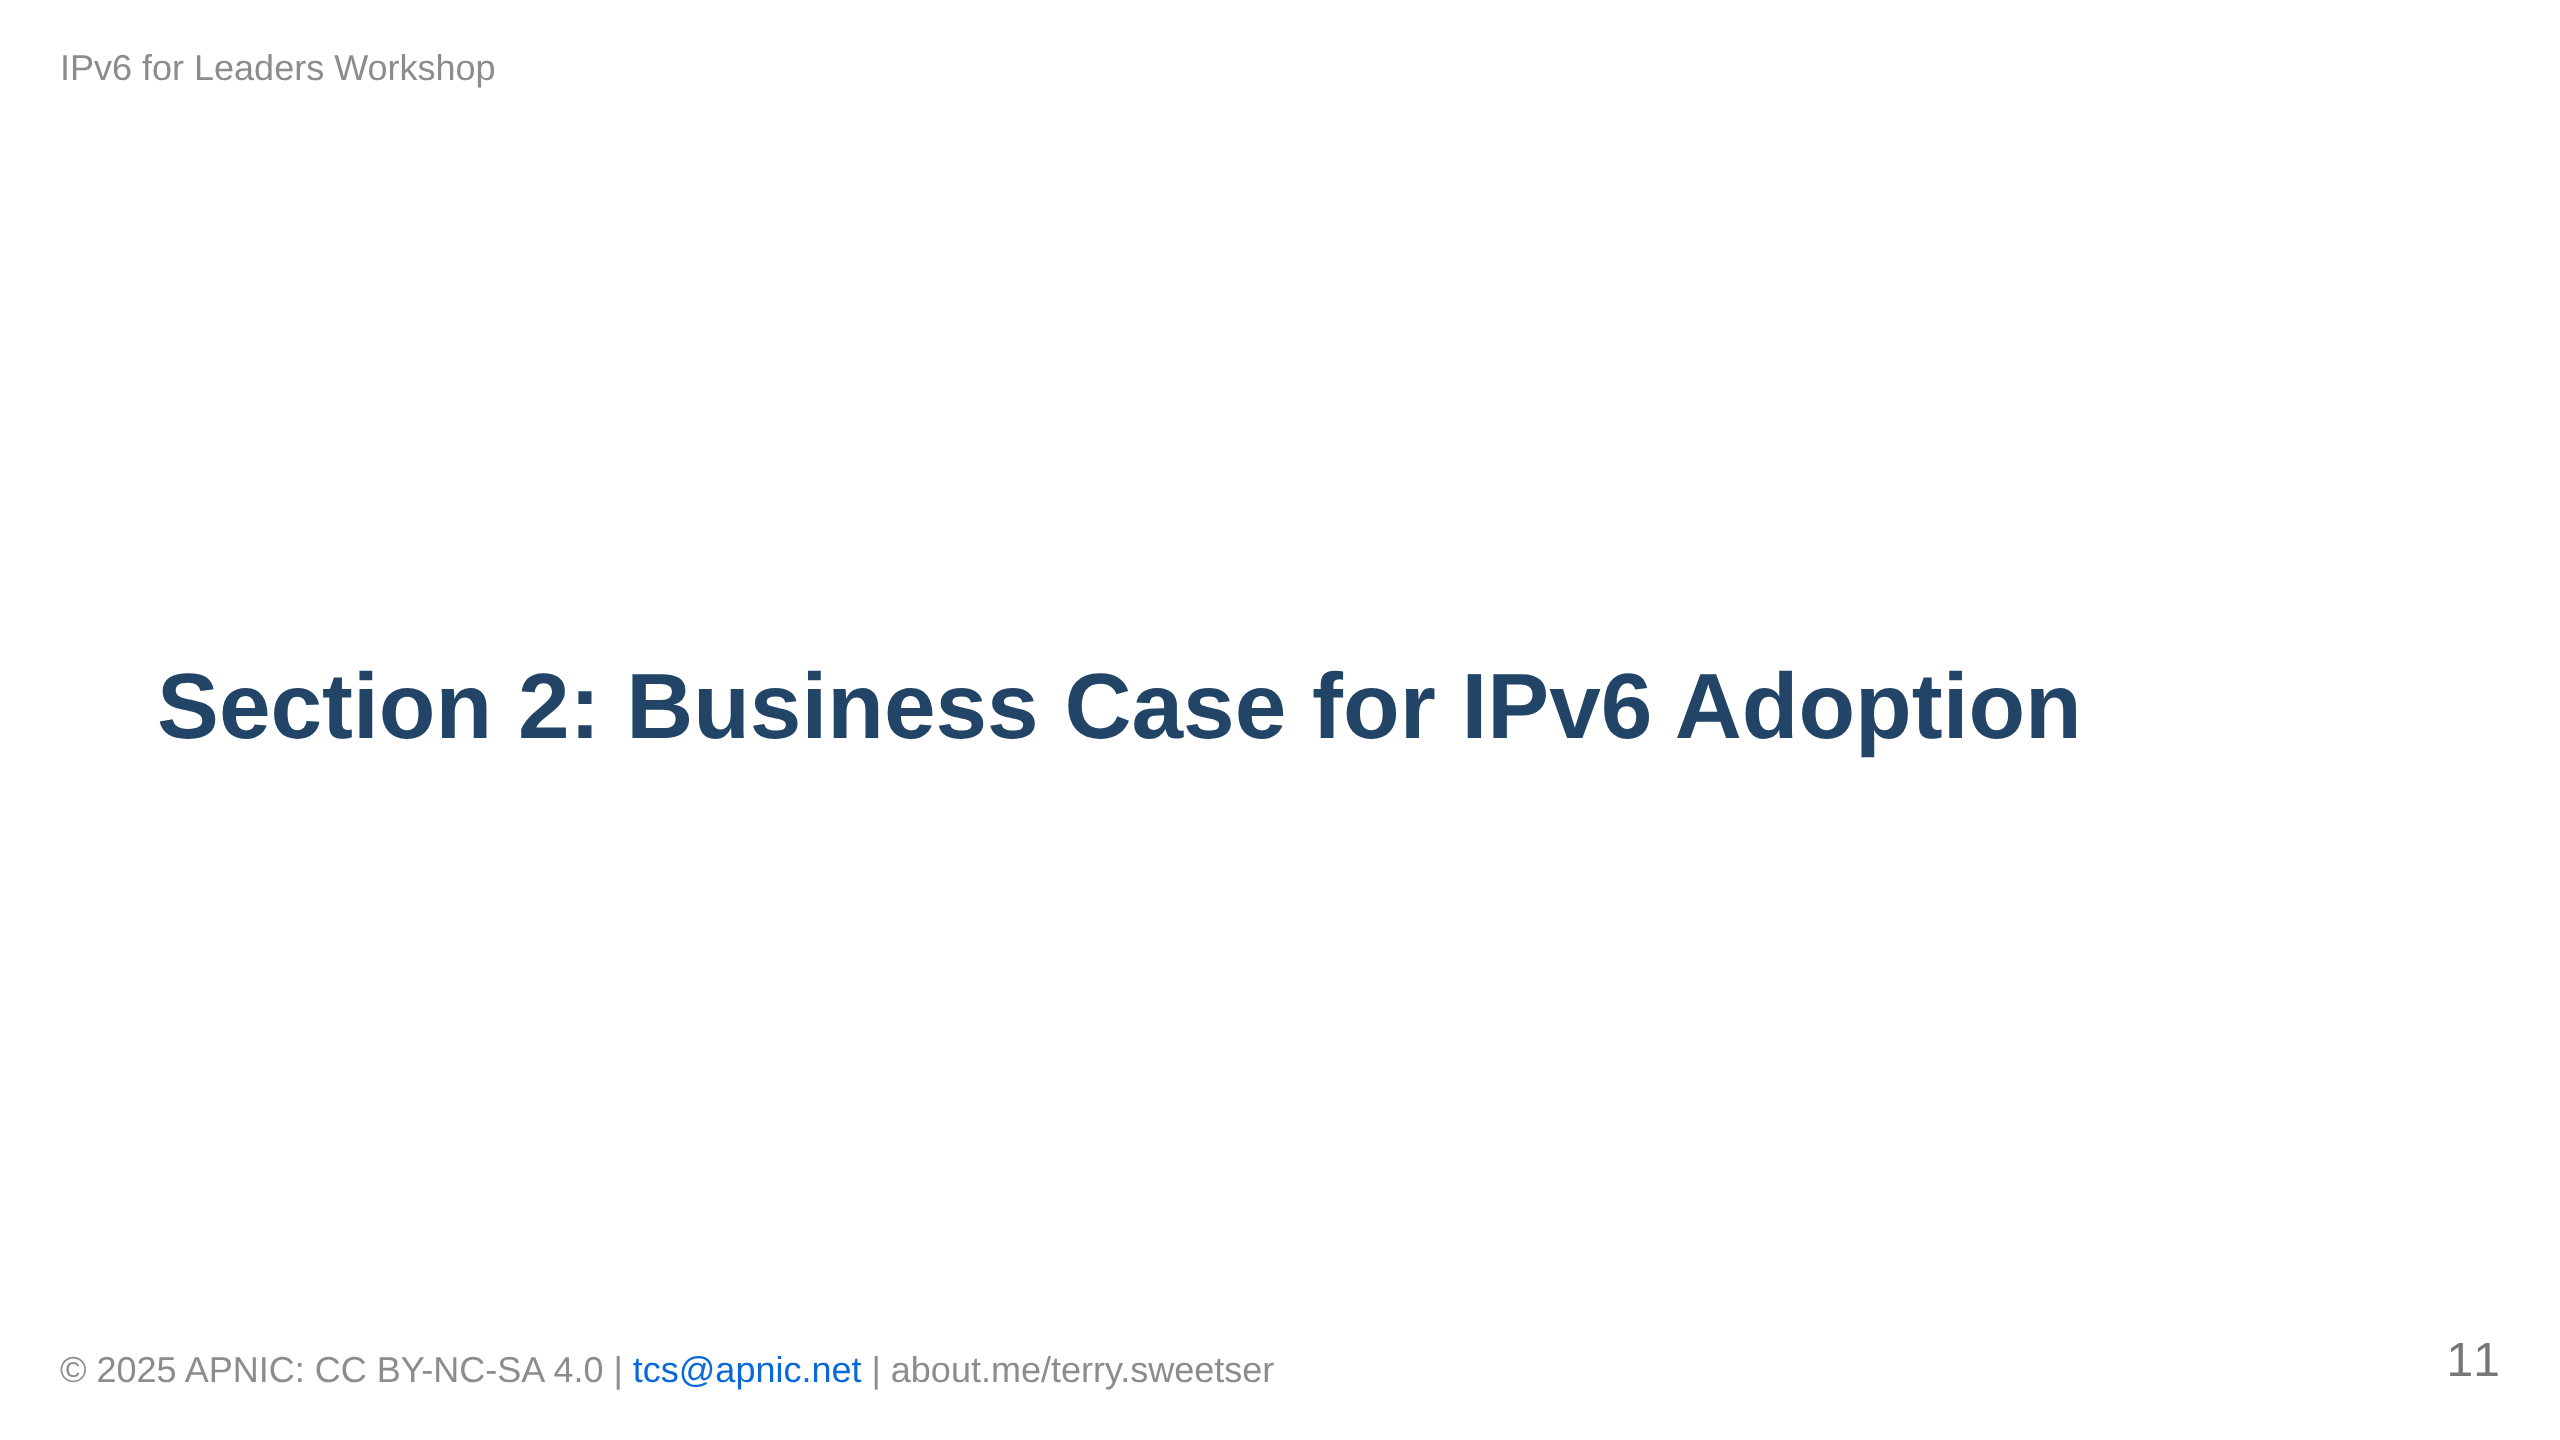 IPv6 for Leaders Workshop
Section 2: Business Case for IPv6 Adoption
© 2025 APNIC: CC BY-NC-SA 4.0 | tcs@apnic.net | about.me/terry.sweetser
11